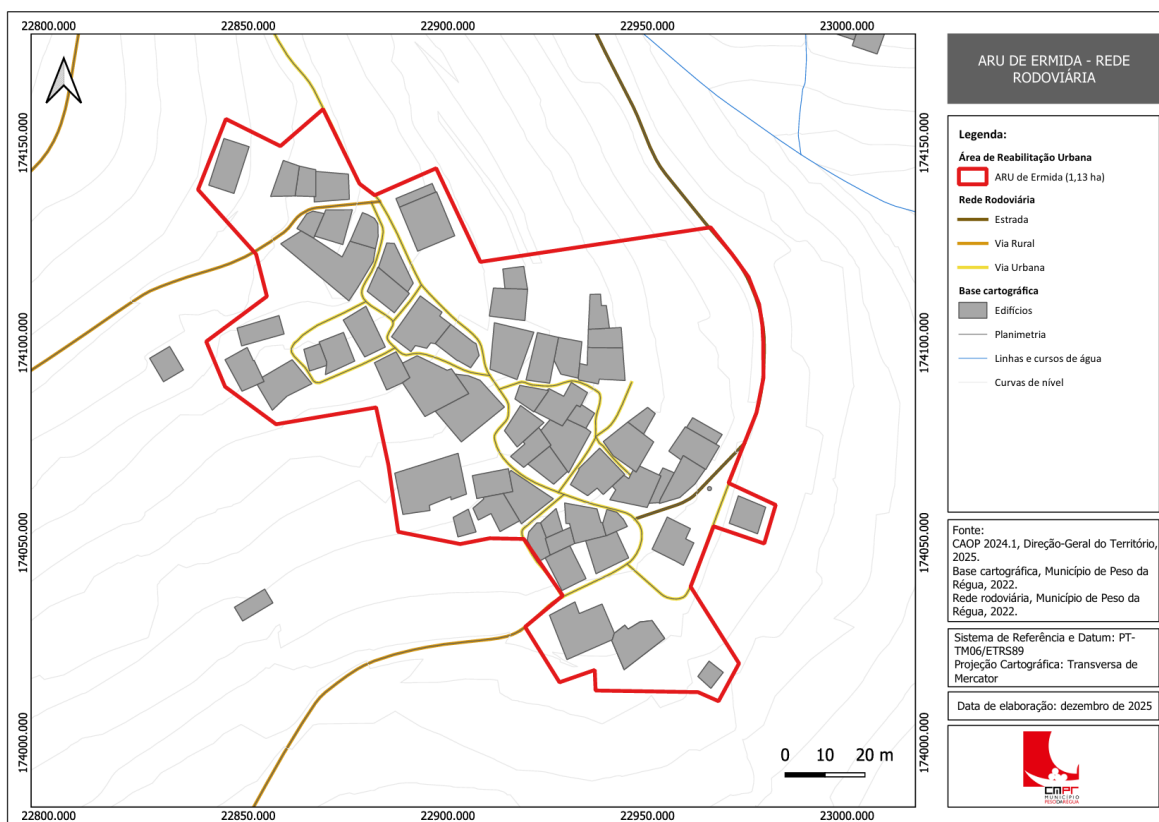 22800.000
22850.000
22900.000
22950.000
23000.000
174150.000
174100.000
174050.000
174000.000
174150.000
174100.000
174050.000
174000.000
0 10 20 m
22800.000
22850.000
22900.000
22950.000
23000.000
ARU DE ERMIDA - REDE
RODOVIÁRIA
Legenda:
Área de Reabilitação Urbana
ARU de Ermida (1,13 ha)
Rede Rodoviária
Estrada
Via Rural
Via Urbana
Base cartográfica
Edifícios
Planimetria
Linhas e cursos de água
Curvas de nível
Fonte:
CAOP 2024.1, Direção-Geral do Território,
2025.
Base cartográfica, Município de Peso da
Régua, 2022.
Rede rodoviária, Município de Peso da
Régua, 2022.
Sistema de Referência e Datum: PT-
TM06/ETRS89
Projeção Cartográfica: Transversa de
Mercator
Data de elaboração: dezembro de 2025
CMPR
MUNICÍPIO
PESODARÉGUA